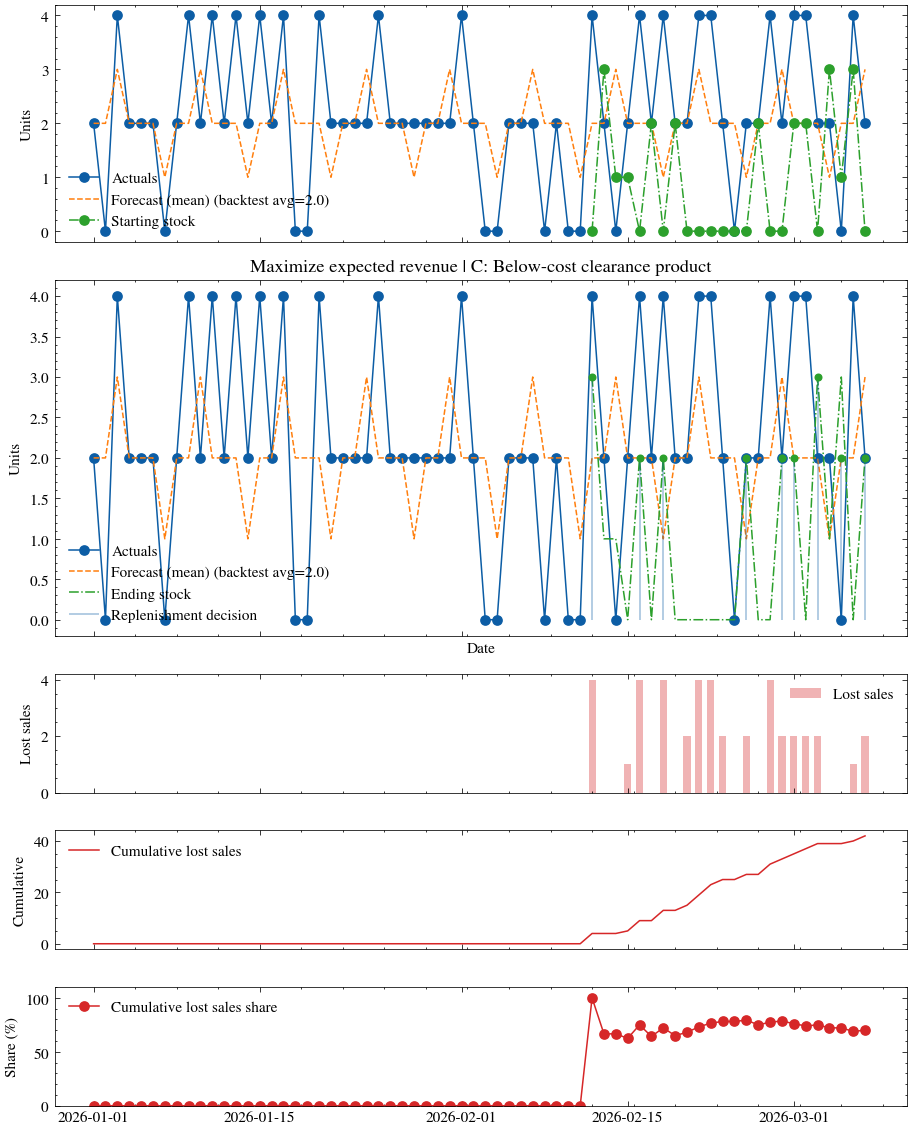 4
3
2
1
0
Units
Actuals
Forecast (mean) (backtest avg=2.0)
Starting stock
Maximize expected revenue | C: Below-cost clearance product
4.0
3.5
3.0
2.5
2.0
1.5
1.0
0.5
0.0
Units
Actuals
Forecast (mean) (backtest avg=2.0)
Ending stock
Replenishment decision
Date
4
2
0
Lost sales
Lost sales
40
20
0
Cumulative
Cumulative lost sales
100
50
0
Share (%)
Cumulative lost sales share
2026-01-01 2026-01-15 2026-02-01 2026-02-15 2026-03-01